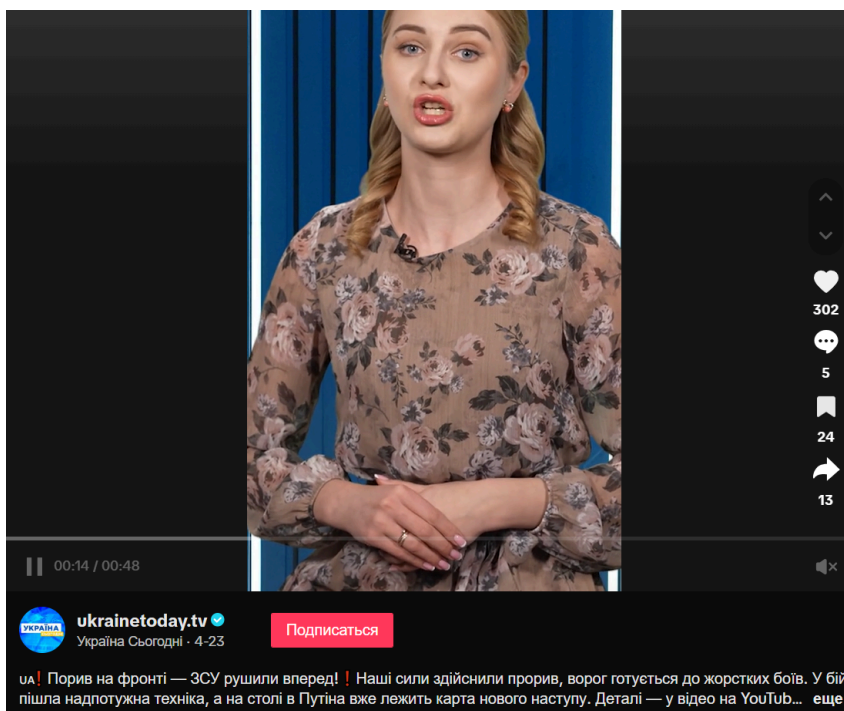 302
5
24
13
00:14 / 00:48
УКРАЇНА
ukrainetoday.tv
Україна Сьогодні · 4-23
Подписаться
UA❗ Порив на фронті — ЗСУ рушили вперед! ❗ Наші сили здійснили прорив, ворог готується до жорстких боїв. У бій
пішла надпотужна техніка, а на столі в Путіна вже лежить карта нового наступу. Деталі — у відео на YouTub... еще